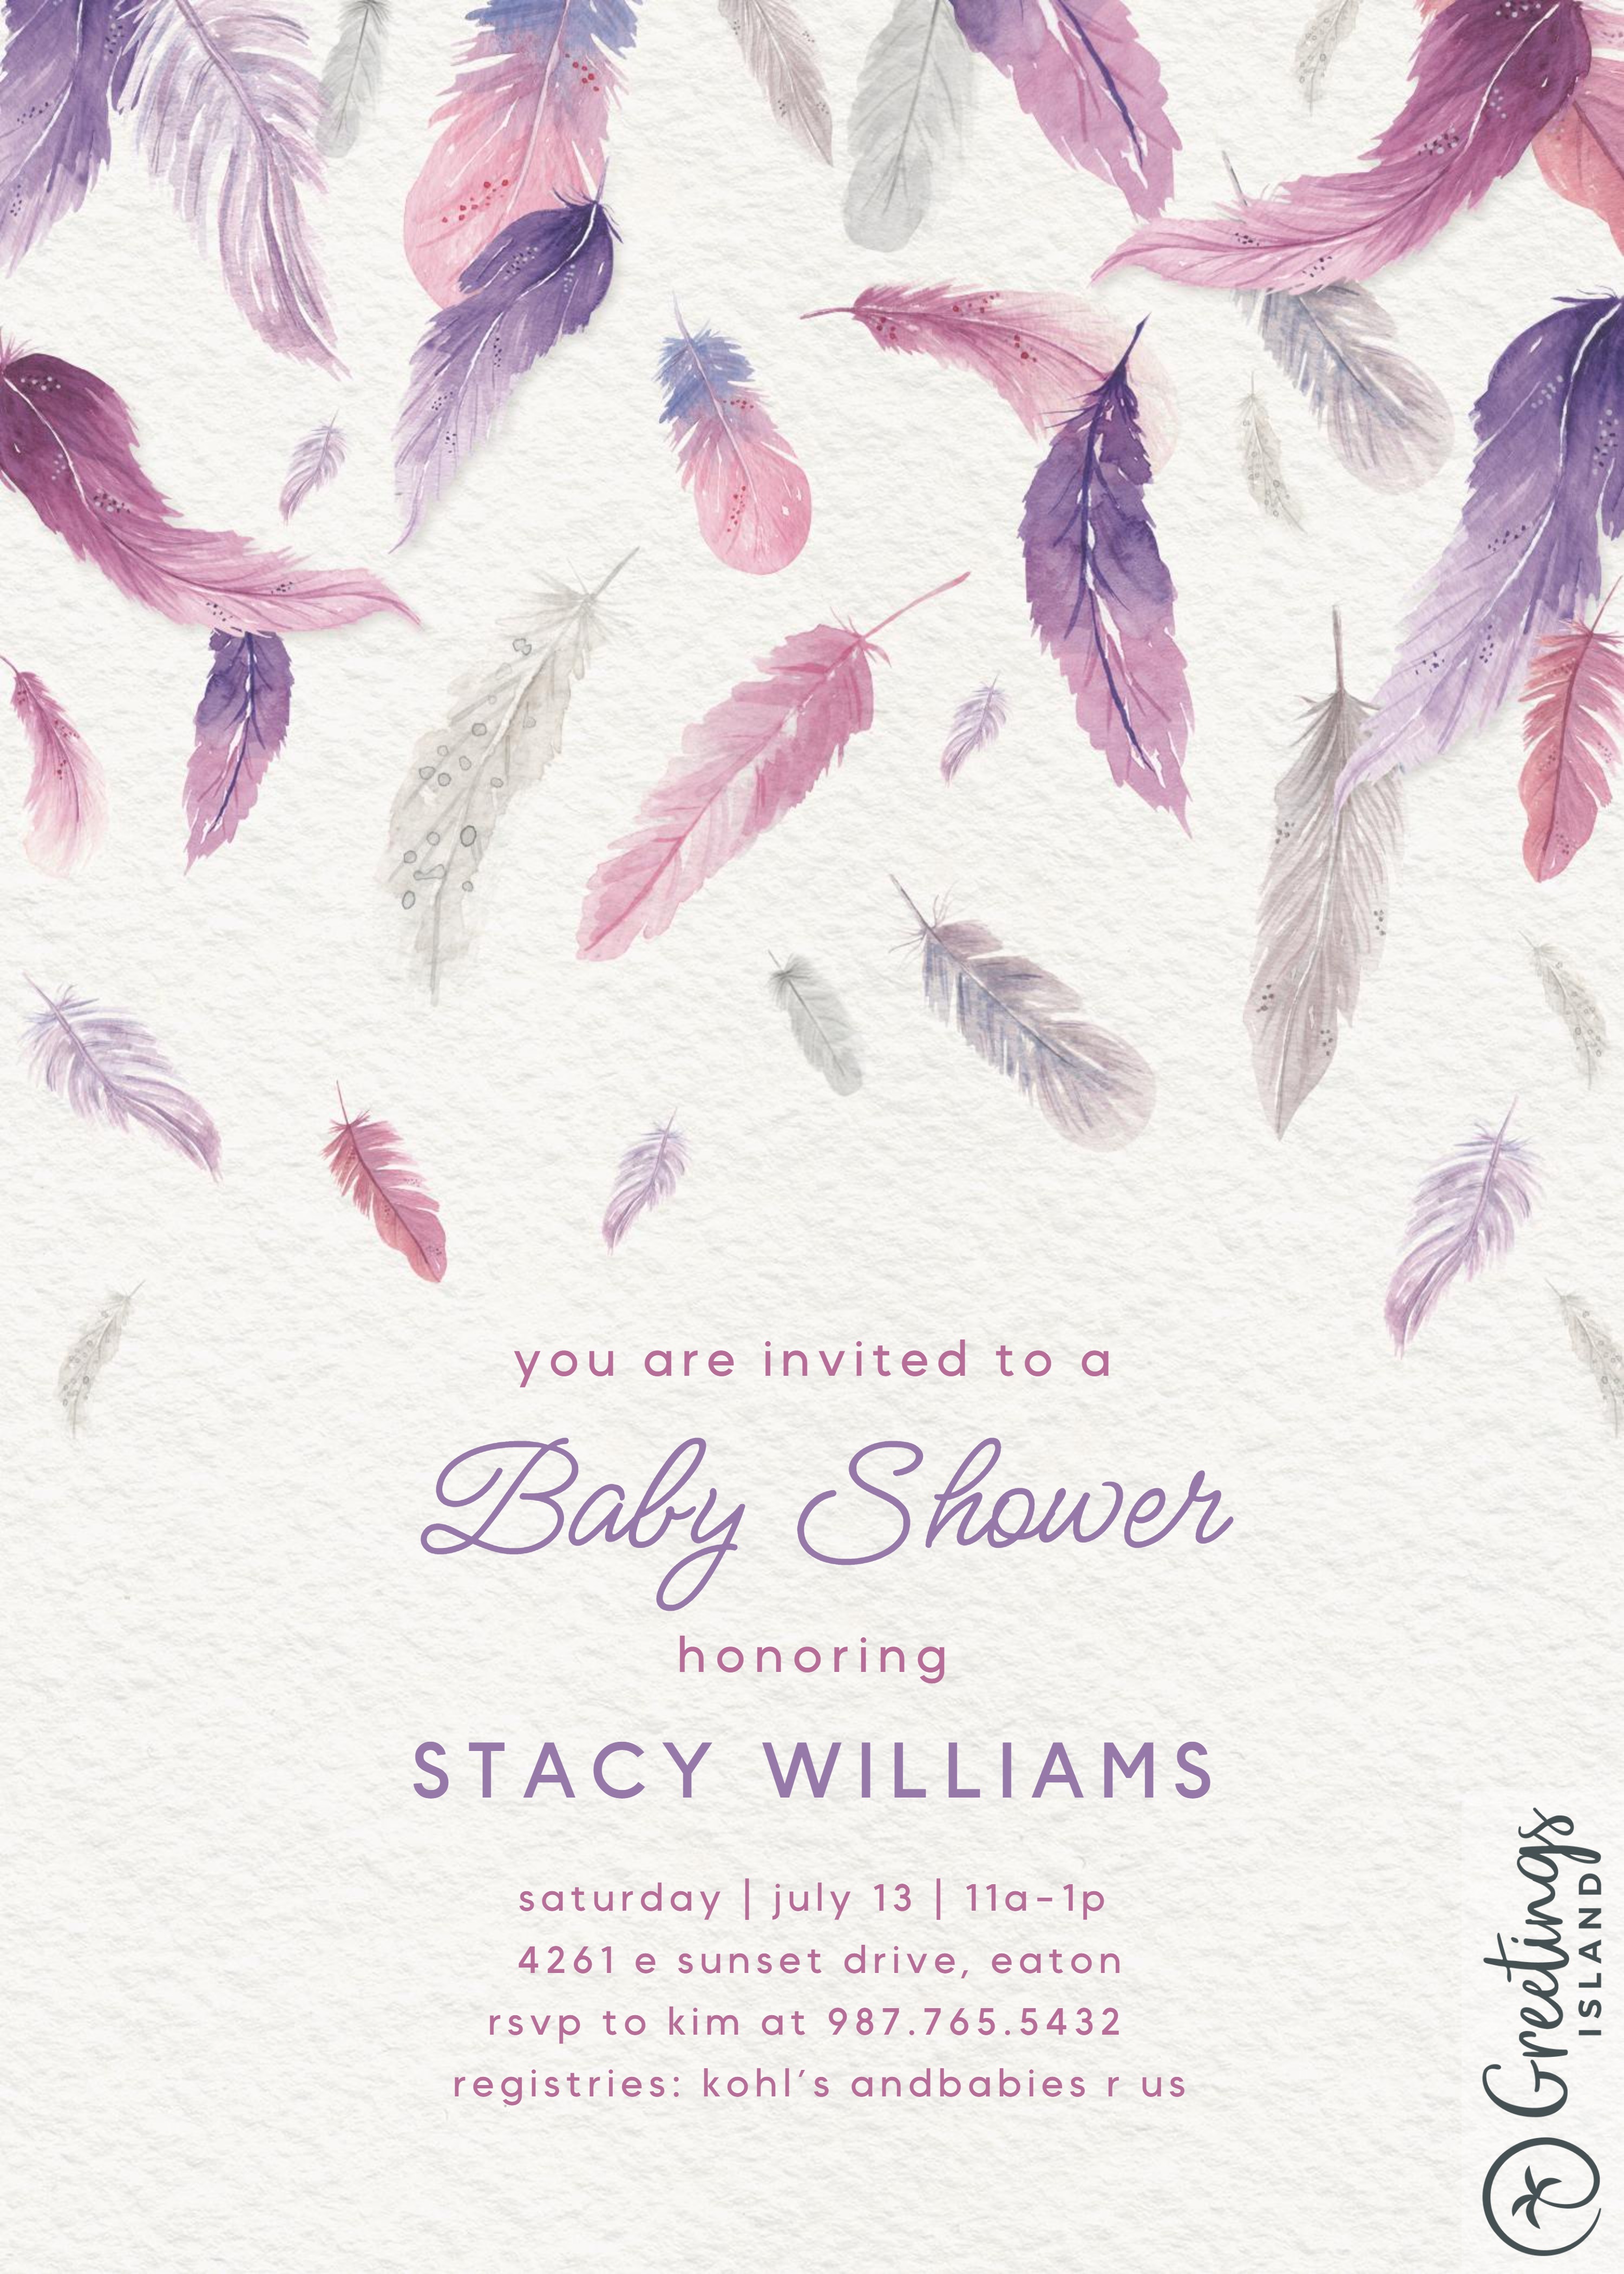 you are invited to a
Baby Shower
honoring
STACY WILLIAMS
saturday | july 13 | 11a-1p
4261 e sunset drive, eaton
rsvp to kim at 987.765.5432
registries: kohl's andbabies r us
Greetings
ISLAND